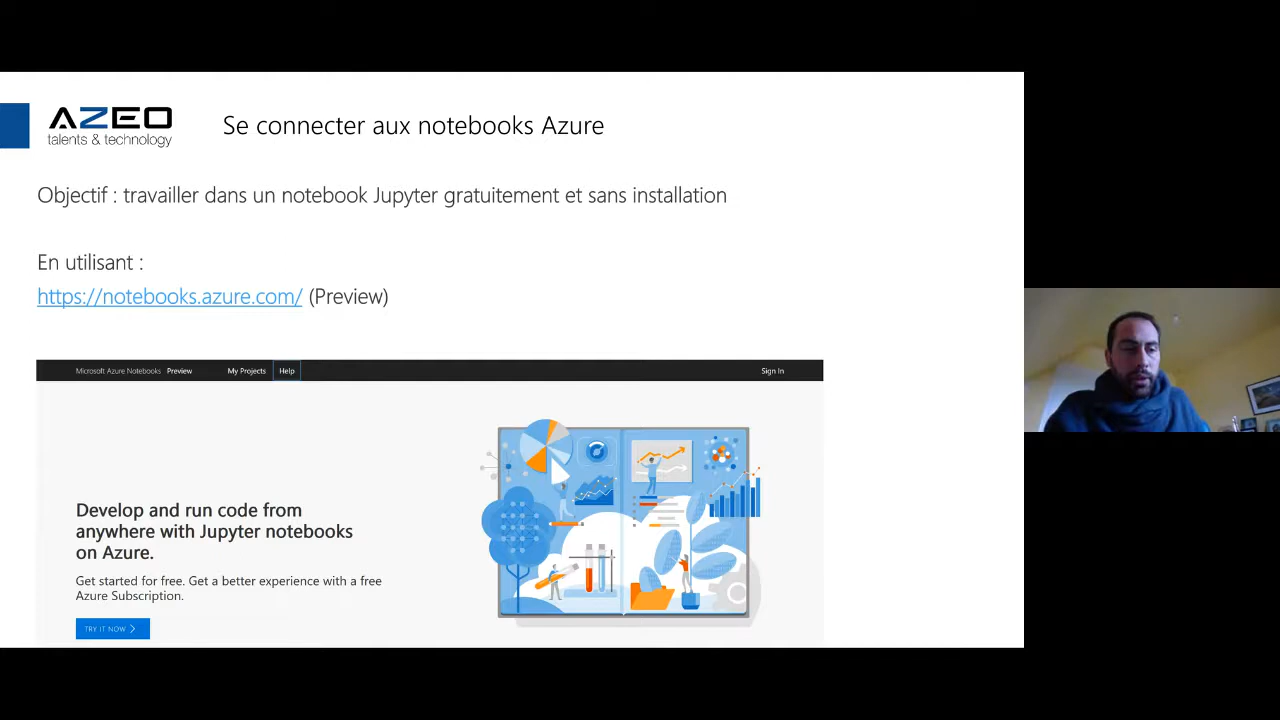 AZEO
talents & technology
Se connecter aux notebooks Azure
Objectif : travailler dans un notebook Jupyter gratuitement et sans installation
En utilisant :
https://notebooks.azure.com/ (Preview)
Microsoft Azure Notebooks Preview My Projects Help Sign In
Develop and run code from
anywhere with Jupyter notebooks
on Azure.
Get started for free. Get a better experience with a free
Azure Subscription.
TRY IT NOW >